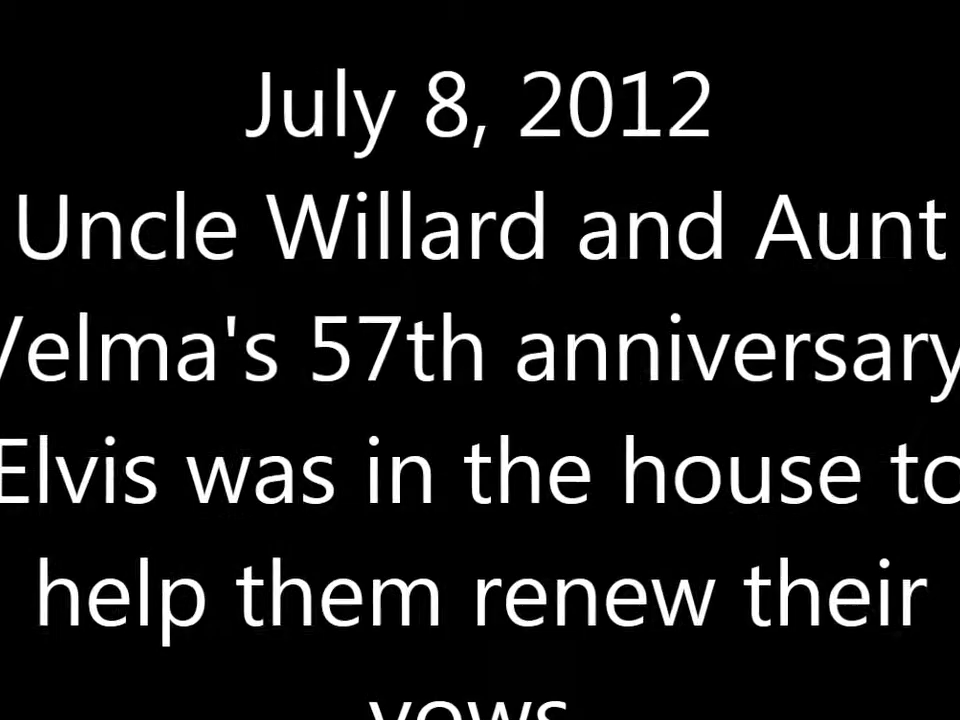 July 8, 2012
Uncle Willard and Aunt
Velma's 57th anniversary
Elvis was in the house to
help them renew their
vows